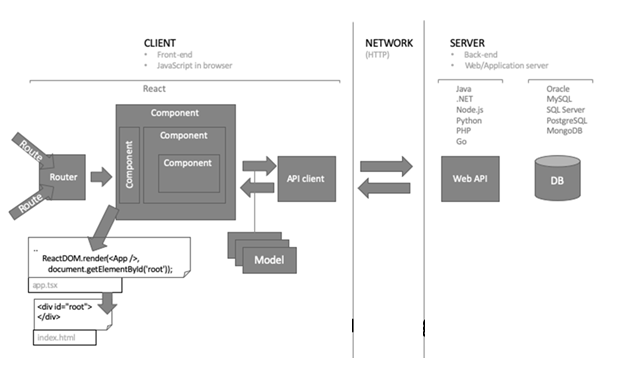 CLIENT
• Front-end
• JavaScript in browser
NETWORK
(HTTP)
SERVER
• Back-end
• Web/Application server
React
Java
.NET
Node.js
Python
PHP
Go
Oracle
MySQL
SQL Server
PostgreSQL
MongoDB
Route
Route
Router
Component
Component
Component
Component
API client
Web API
DB
Model
..
ReactDOM.render(<App />,
document.getElementById('root'));
app.tsx
<div id="root">
</div>
index.html